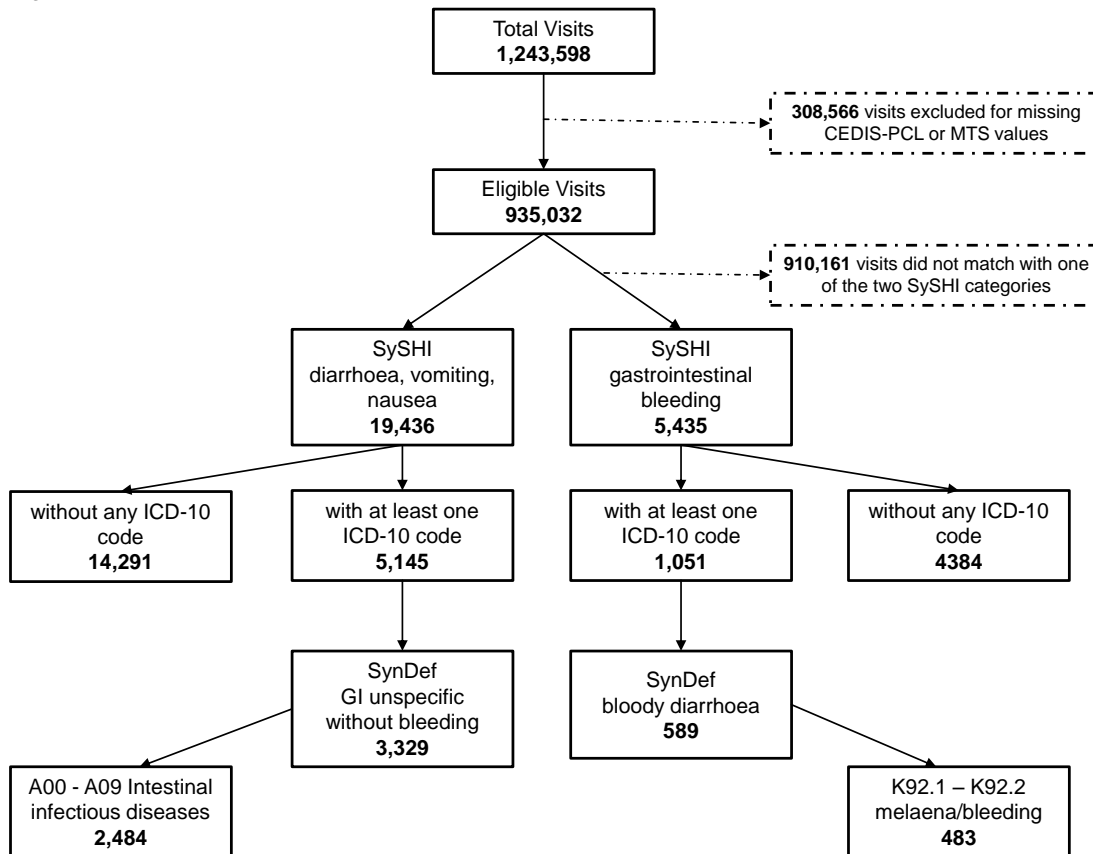 Total Visits
1,243,598
308,566 visits excluded for missing
CEDIS-PCL or MTS values
Eligible Visits
935,032
910,161 visits did not match with one
of the two SySHI categories
SySHI
diarrhoea, vomiting,
nausea
19,436
SySHI
gastrointestinal
bleeding
5,435
without any ICD-10
code
14,291
with at least one
ICD-10 code
5,145
with at least one
ICD-10 code
1,051
without any ICD-10
code
4384
SynDef
GI unspecific
without bleeding
3,329
SynDef
bloody diarrhoea
589
A00 - A09 Intestinal
infectious diseases
2,484
K92.1 – K92.2
melaena/bleeding
483